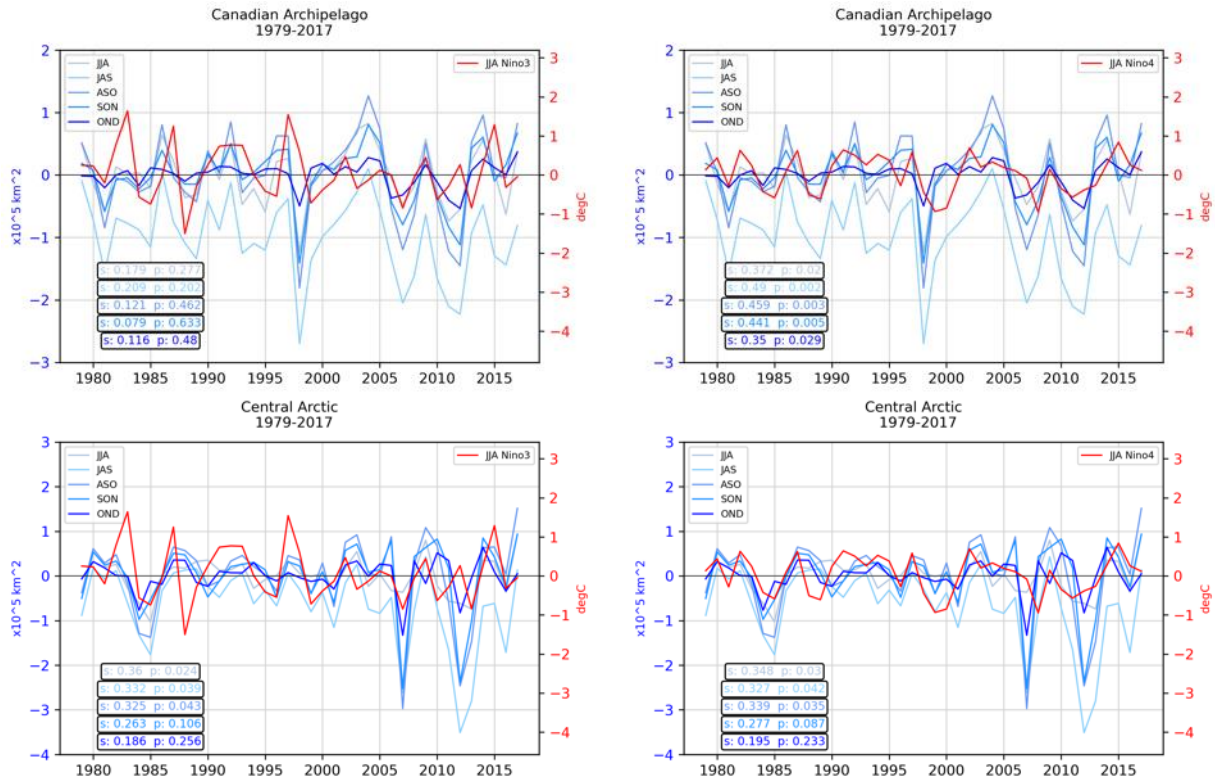 Canadian Archipelago
1979-2017
2
1
0
−1
−2
−3
x10^5 km^2
JJA
JAS
ASO
SON
OND
JJA Nino3
3
2
1
0
−1
−2
−3
−4
degC
s: 0.179 p: 0.277
s: 0.209 p: 0.202
s: 0.121 p: 0.462
s: 0.079 p: 0.633
s: 0.116 p: 0.48
1980 1985 1990 1995 2000 2005 2010 2015
Canadian Archipelago
1979-2017
2
1
0
−1
−2
−3
x10^5 km^2
JJA
JAS
ASO
SON
OND
JJA Nino4
3
2
1
0
−1
−2
−3
−4
degC
s: 0.372 p: 0.02
s: 0.49 p: 0.002
s: 0.459 p: 0.003
s: 0.441 p: 0.005
s: 0.35 p: 0.029
1980 1985 1990 1995 2000 2005 2010 2015
Central Arctic
1979-2017
3
2
1
0
−1
−2
−3
−4
x10^5 km^2
JJA
JAS
ASO
SON
OND
JJA Nino3
3
2
1
0
−1
−2
−3
−4
degC
s: 0.36 p: 0.024
s: 0.332 p: 0.039
s: 0.325 p: 0.043
s: 0.263 p: 0.106
s: 0.186 p: 0.256
1980 1985 1990 1995 2000 2005 2010 2015
Central Arctic
1979-2017
3
2
1
0
−1
−2
−3
−4
x10^5 km^2
JJA
JAS
ASO
SON
OND
JJA Nino4
3
2
1
0
−1
−2
−3
−4
degC
s: 0.348 p: 0.03
s: 0.327 p: 0.042
s: 0.339 p: 0.035
s: 0.277 p: 0.087
s: 0.195 p: 0.233
1980 1985 1990 1995 2000 2005 2010 2015